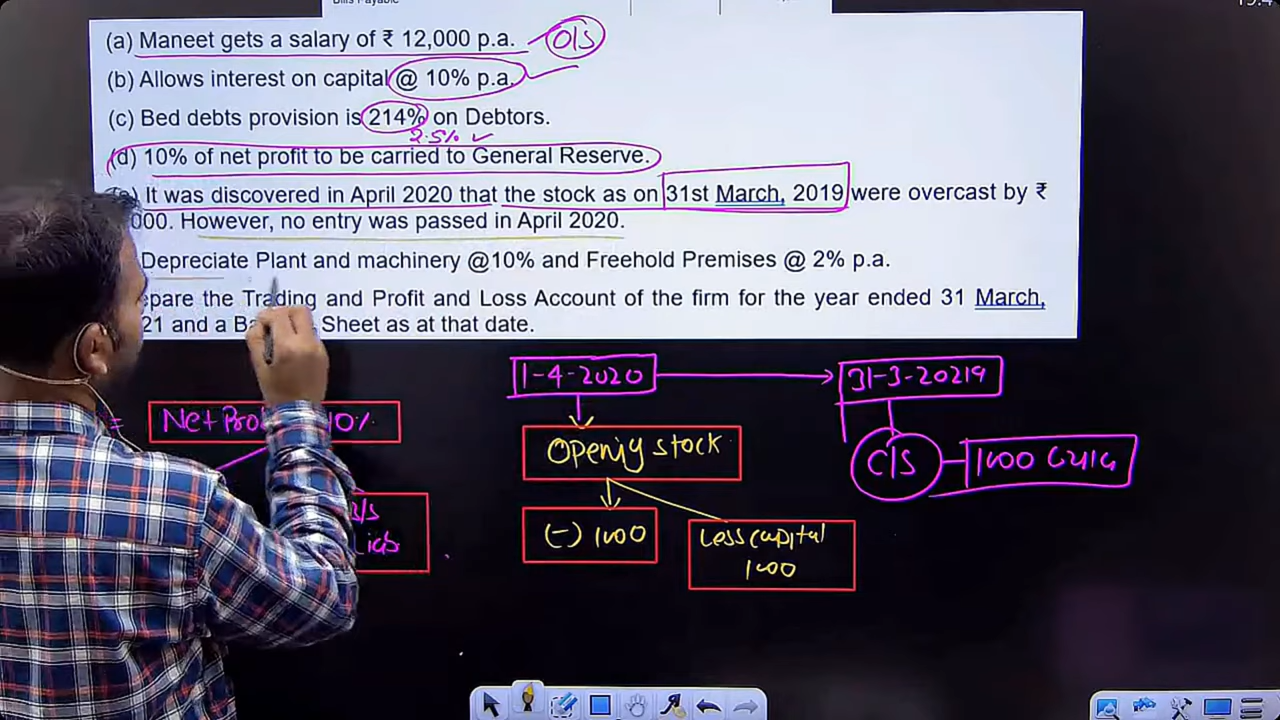 Bills Payable
(a) Maneet gets a salary of ₹ 12,000 p.a. O/S
(b) Allows interest on capital @ 10% p.a.
(c) Bed debts provision is 214% on Debtors.
2.5%
(d) 10% of net profit to be carried to General Reserve.
It was discovered in April 2020 that the stock as on 31st March, 2019 were overcast by ₹
000. However, no entry was passed in April 2020.
Depreciate Plant and machinery @10% and Freehold Premises @ 2% p.a.
epare the Trading and Profit and Loss Account of the firm for the year ended 31 March,
21 and a Ba Sheet as at that date.
1-4-2020 31-3-20219
= Net Pro 10%
Openig stock C/S
(-) 1000 Less capital
1000